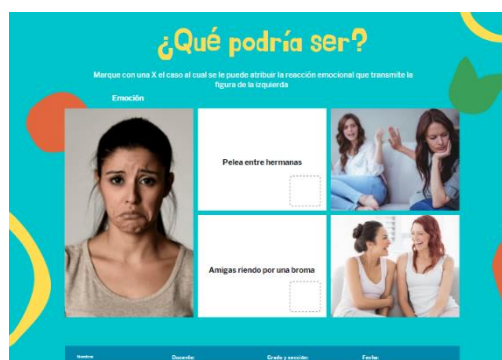 ¿Qué podría ser?
Marque con una X el caso al cual se le puede atribuir la reacción emocional que transmite la
figura de la izquierda
Emoción
Pelea entre hermanas
Amigas riendo por una broma
Nombre: Docente: Grado y sección: Fecha: